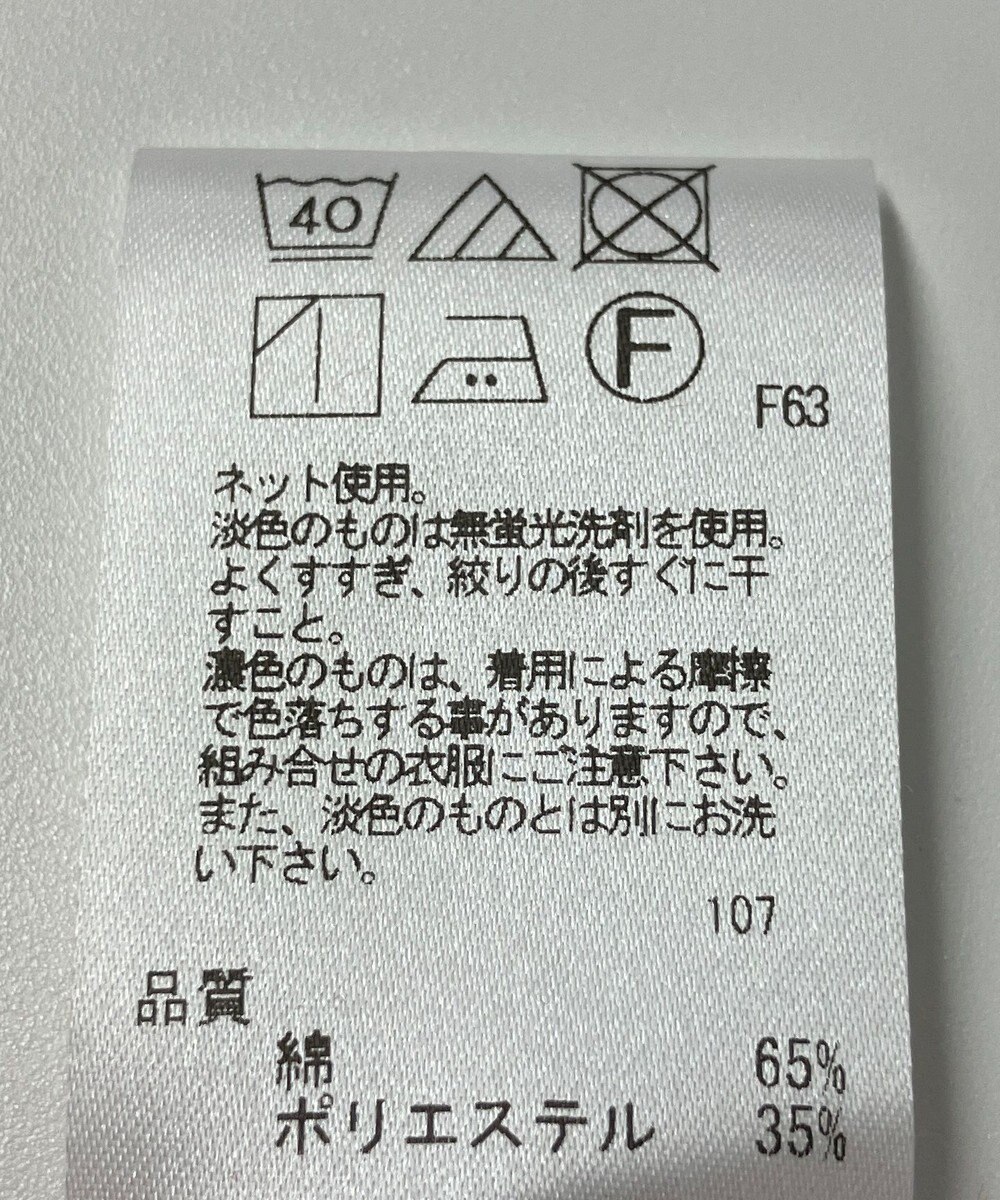 40
F
F63
ネット使用。
淡色のものは無蛍光洗剤を使用。
よくすすぎ、絞りの後すぐに干
すこと。
濃色のものは、着用による摩擦
で色落ちする事がありますので、
組み合せの衣服にご注意下さい。
また、淡色のものとは別にお洗
い下さい。
107
品質
綿 65%
ポリエステル 35%